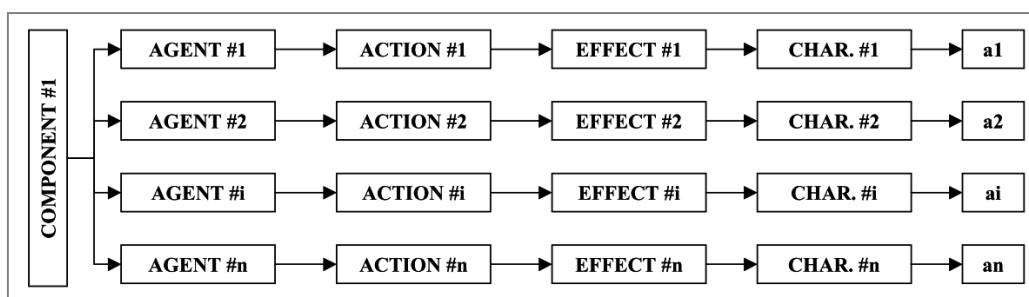 COMPONENT #1
AGENT #1 ACTION #1 EFFECT #1 CHAR. #1 a1
AGENT #2 ACTION #2 EFFECT #2 CHAR. #2 a2
AGENT #i ACTION #i EFFECT #i CHAR. #i ai
AGENT #n ACTION #n EFFECT #n CHAR. #n an